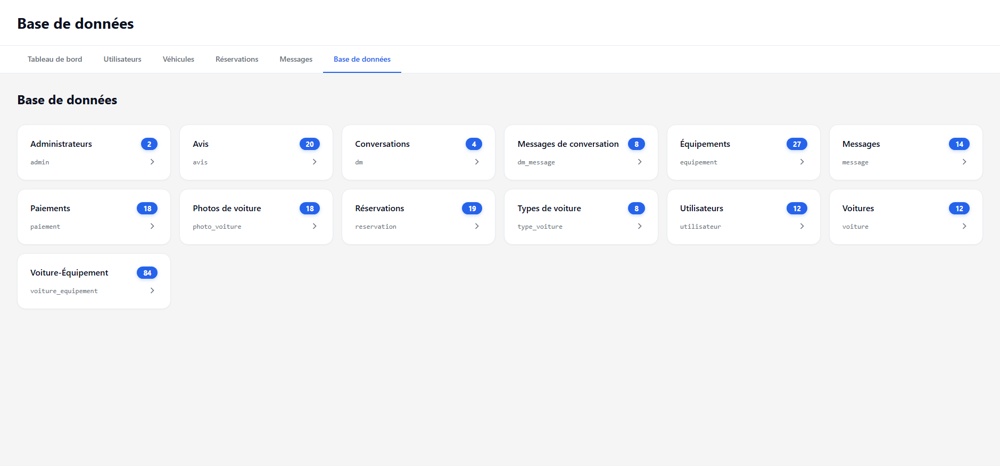 Base de données
Tableau de bord Utilisateurs Véhicules Réservations Messages Base de données
Base de données
Administrateurs 2
admin
Avis 20
avis
Conversations 4
dm
Messages de conversation 8
dm_message
Équipements 27
equipement
Messages 14
message
Paiements 18
paiement
Photos de voiture 18
photo_voiture
Réservations 19
reservation
Types de voiture 8
type_voiture
Utilisateurs 12
utilisateur
Voitures 12
voiture
Voiture-Équipement 84
voiture_equipement